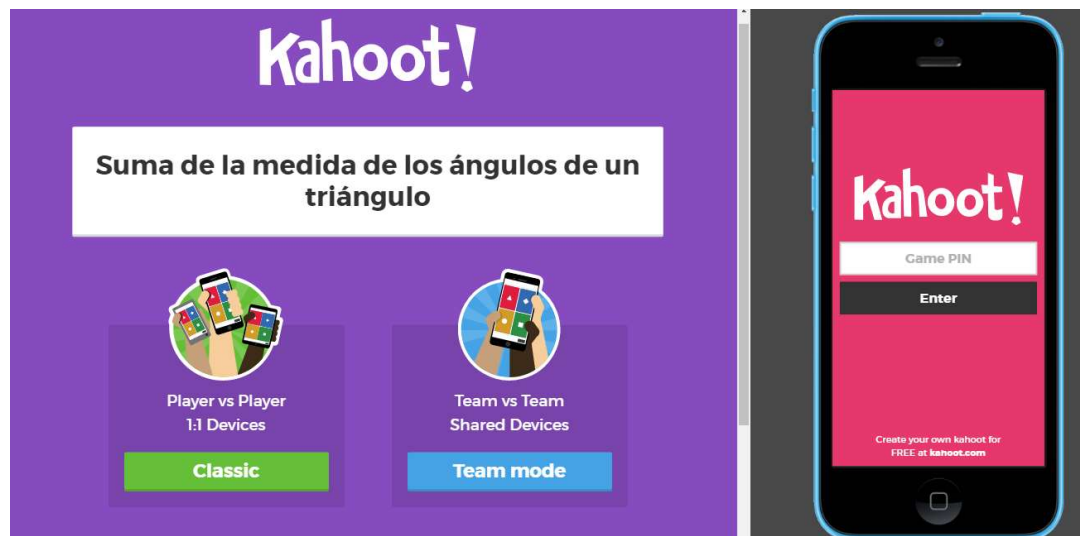 Kahoot!
Suma de la medida de los ángulos de un
triángulo
Player vs Player
1:1 Devices
Classic
Team vs Team
Shared Devices
Team mode
Kahoot!
Game PIN
Enter
Create your own kahoot for
FREE at kahoot.com